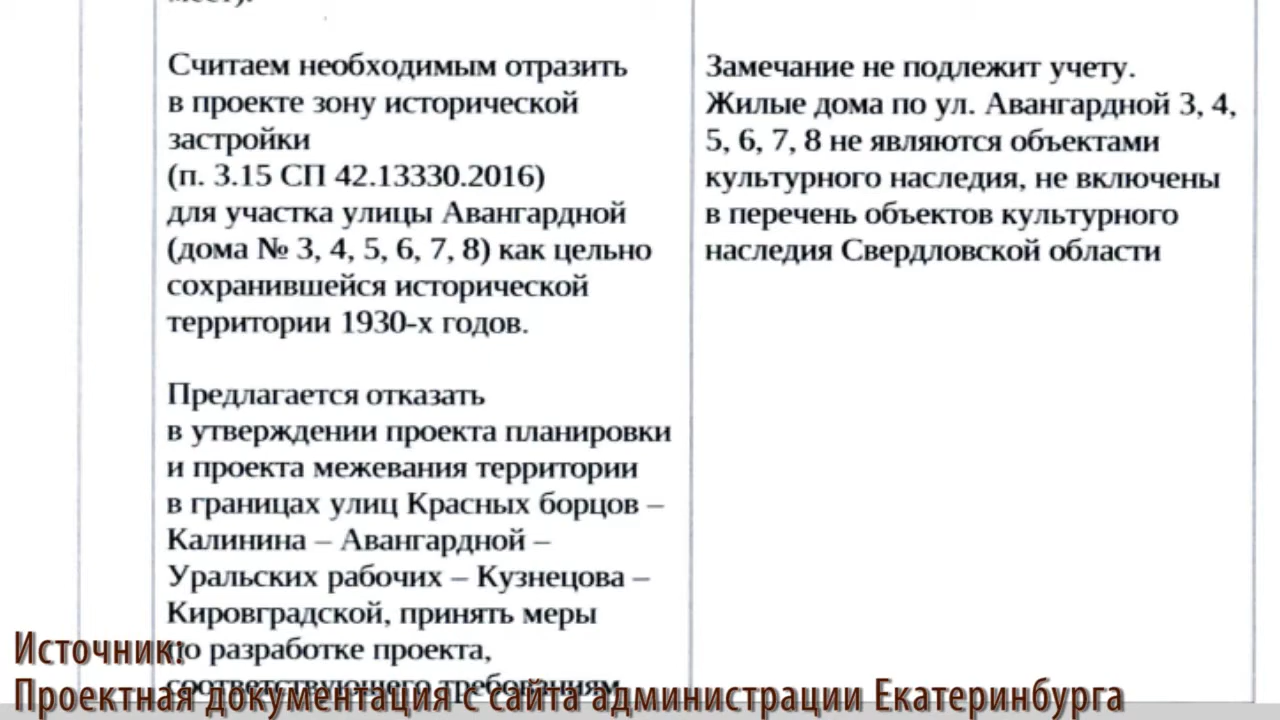 Считаем необходимым отразить
в проекте зону исторической
застройки
(п. 3.15 СП 42.13330.2016)
для участка улицы Авангардной
(дома № 3, 4, 5, 6, 7, 8) как цельно
сохранившейся исторической
территории 1930-х годов.
Предлагается отказать
в утверждении проекта планировки
и проекта межевания территории
в границах улиц Красных борцов –
Калинина – Авангардной –
Уральских рабочих – Кузнецова –
Кировградской, принять меры
по разработке проекта,
соответствующего требованиям
Замечание не подлежит учету.
Жилые дома по ул. Авангардной 3, 4,
5, 6, 7, 8 не являются объектами
культурного наследия, не включены
в перечень объектов культурного
наследия Свердловской области
Источник:
Проектная документация с сайта администрации Екатеринбурга